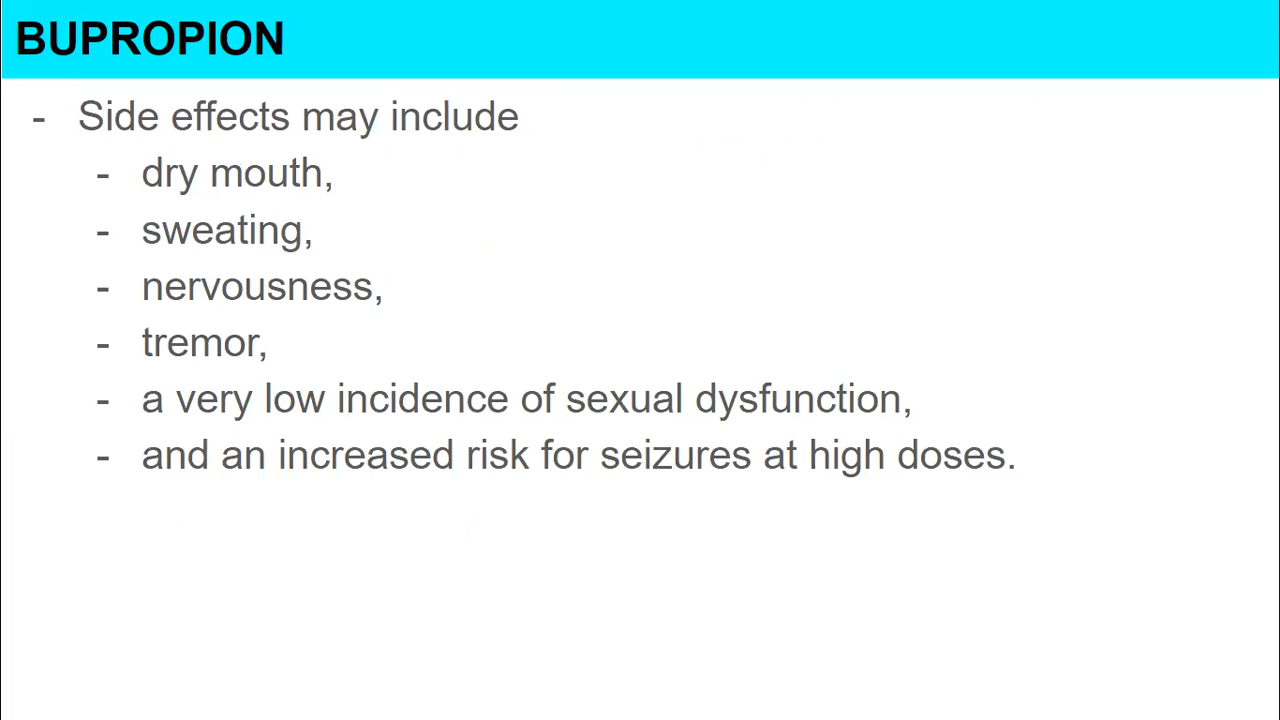 BUPROPION
- Side effects may include
- dry mouth,
- sweating,
- nervousness,
- tremor,
- a very low incidence of sexual dysfunction,
- and an increased risk for seizures at high doses.